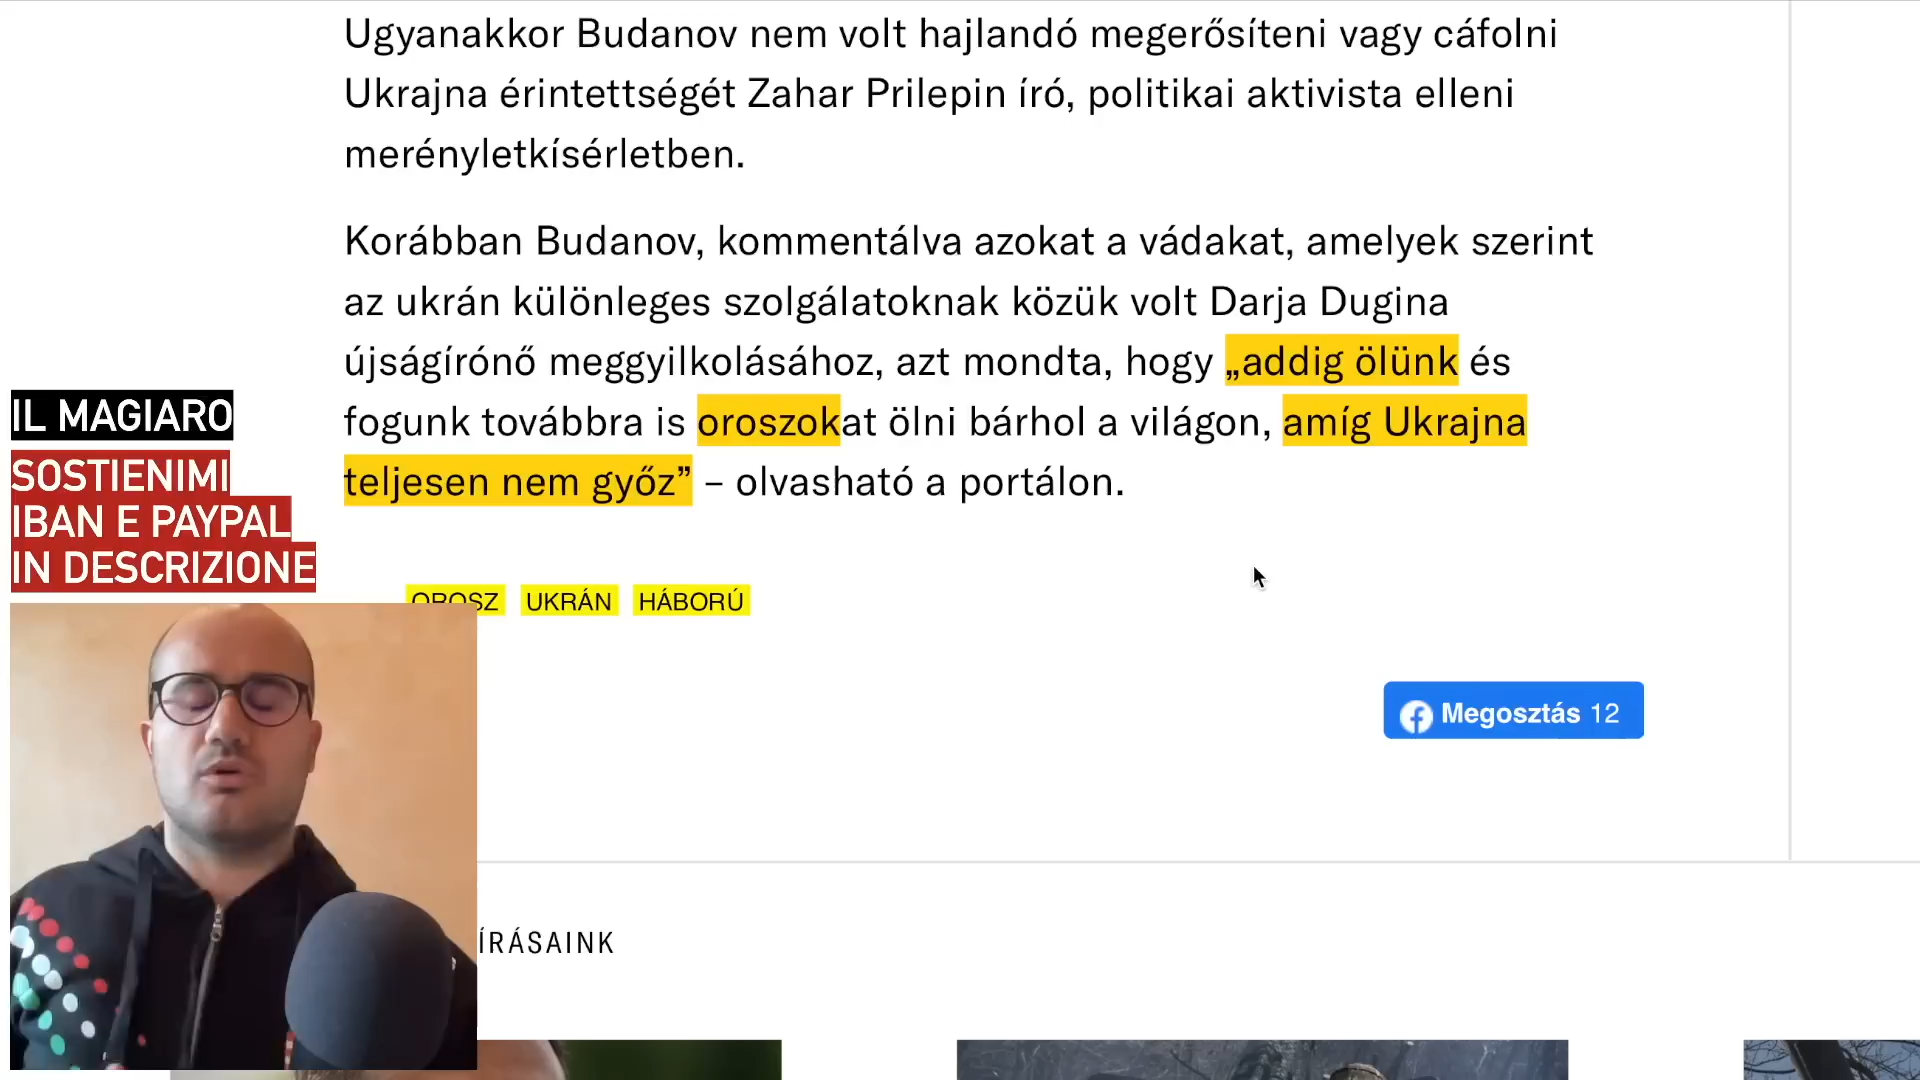 Ugyanakkor Budanov nem volt hajlandó megerősíteni vagy cáfolni
Ukrajna érintettségét Zahar Prilepin író, politikai aktivista elleni
merényletkísérletben.
Korábban Budanov, kommentálva azokat a vádakat, amelyek szerint
az ukrán különleges szolgálatoknak közük volt Darja Dugina
újságírónő meggyilkolásához, azt mondta, hogy „addig ölünk és
fogunk továbbra is oroszokat ölni bárhol a világon, amíg Ukrajna
teljesen nem győz” – olvasható a portálon.
IL MAGIARO
SOSTIENIMI
IBAN E PAYPAL
IN DESCRIZIONE
OROSZ UKRÁN HÁBORÚ
Megosztás 12
ÍRÁSAINK